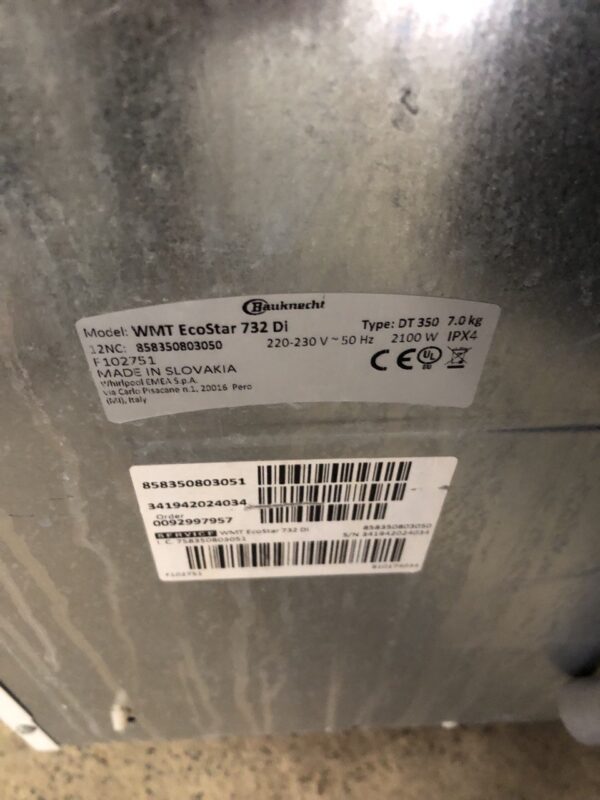 Bauknecht
Model: WMT EcoStar 732 Di Type: DT 350 7.0 kg
12NC: 858350803050 220-230 V ~ 50 Hz 2100 W IPX4
F102751
MADE IN SLOVAKIA
Whirlpool EMEA S.p.A.
Via Carlo Pisacane n.1, 20016 Pero
(MI), Italy
858350803051
341942024034
Order
0092997957
SERVICE WMT EcoStar 732 Di 858350803050
I. C. 758350803051 S/N 341942024034
F102751